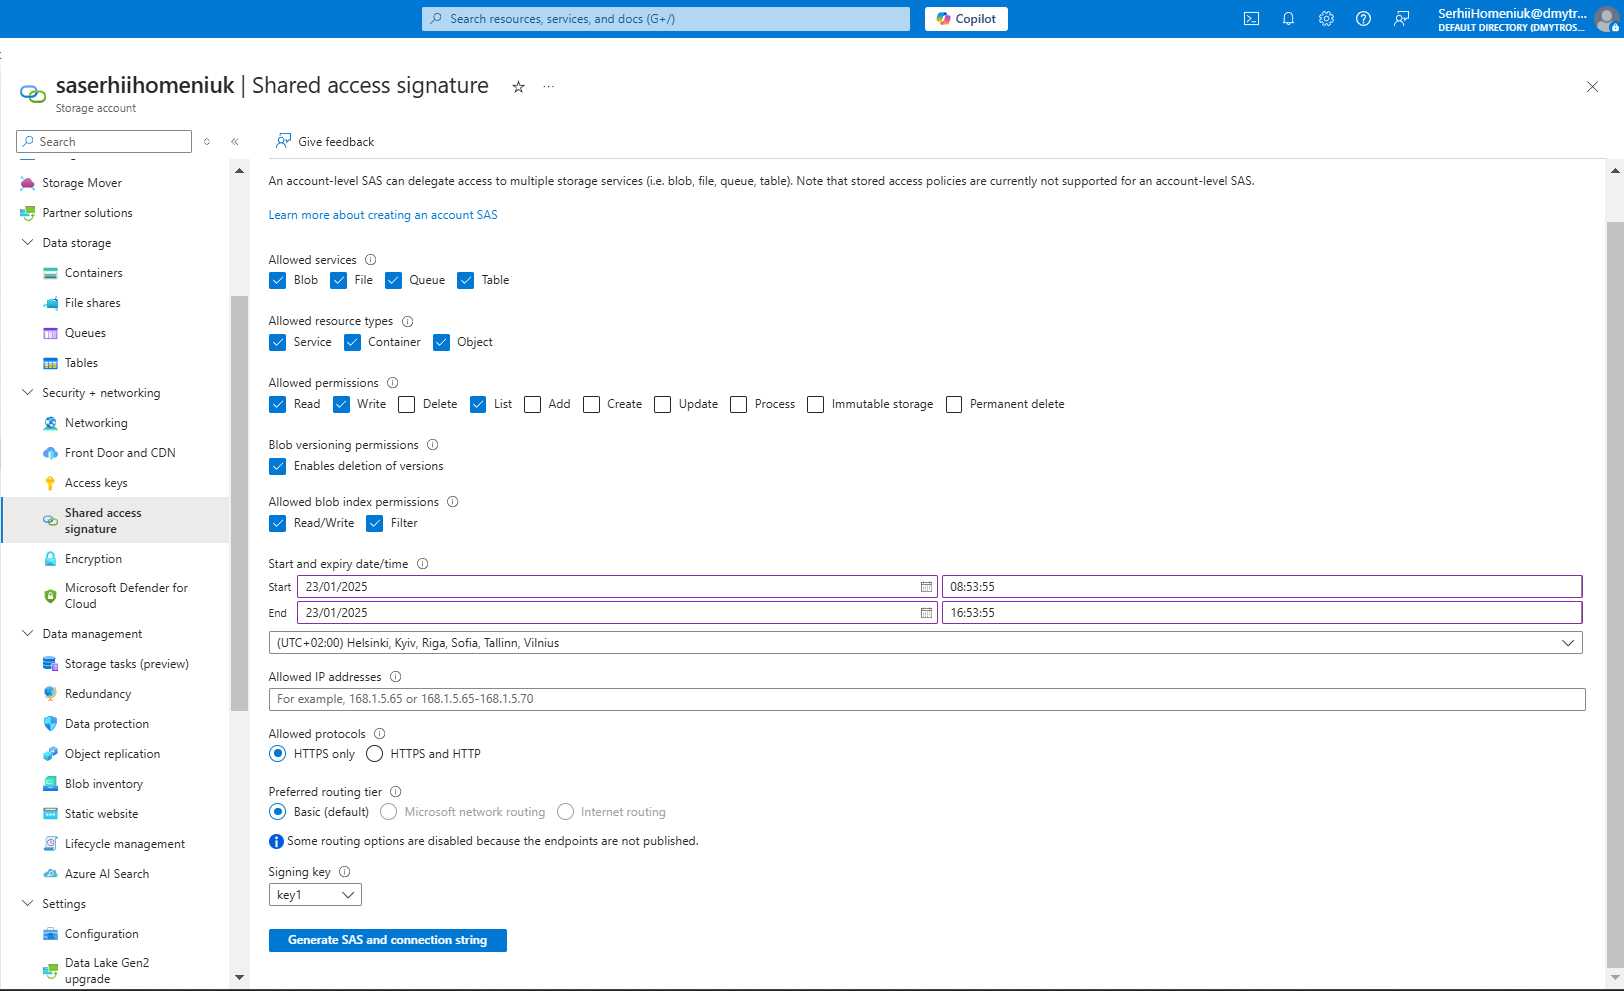 Search resources, services, and docs (G+/)
Copilot
SerhiiHomeniuk@dmytr...
DEFAULT DIRECTORY (DMYTROS...
saserhiihomeniuk | Shared access signature
Storage account
Search
Give feedback
Storage Mover
Partner solutions
Data storage
Containers
File shares
Queues
Tables
Security + networking
Networking
Front Door and CDN
Access keys
Shared access
signature
Encryption
Microsoft Defender for
Cloud
Data management
Storage tasks (preview)
Redundancy
Data protection
Object replication
Blob inventory
Static website
Lifecycle management
Azure AI Search
Settings
Configuration
Data Lake Gen2
upgrade
An account-level SAS can delegate access to multiple storage services (i.e. blob, file, queue, table). Note that stored access policies are currently not supported for an account-level SAS.
Learn more about creating an account SAS
Allowed services
Blob File Queue Table
Allowed resource types
Service Container Object
Allowed permissions
Read Write Delete List Add Create Update Process Immutable storage Permanent delete
Blob versioning permissions
Enables deletion of versions
Allowed blob index permissions
Read/Write Filter
Start and expiry date/time
Start 23/01/2025 08:53:55
End 23/01/2025 16:53:55
(UTC+02:00) Helsinki, Kyiv, Riga, Sofia, Tallinn, Vilnius
Allowed IP addresses
For example, 168.1.5.65 or 168.1.5.65-168.1.5.70
Allowed protocols
HTTPS only HTTPS and HTTP
Preferred routing tier
Basic (default) Microsoft network routing Internet routing
Some routing options are disabled because the endpoints are not published.
Signing key
key1
Generate SAS and connection string